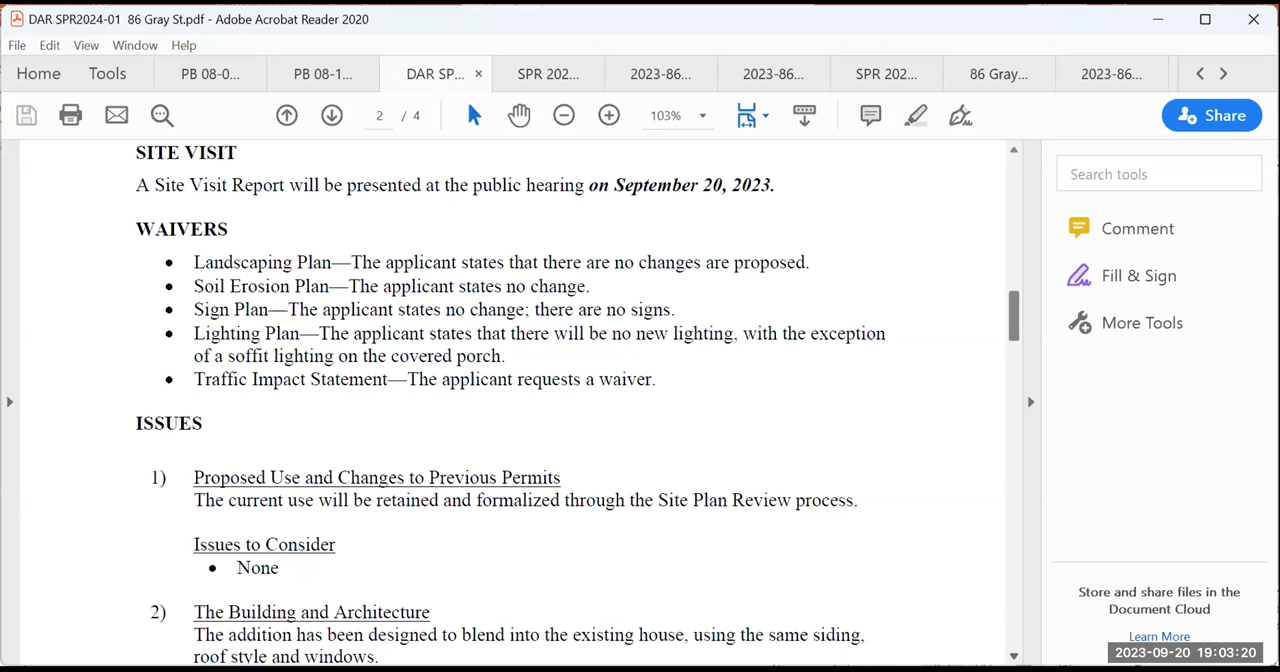 DAR SPR2024-01 86 Gray St.pdf - Adobe Acrobat Reader 2020
File Edit View Window Help
Home Tools PB 08-0... PB 08-1... DAR SP... × SPR 202... 2023-86... 2023-86... SPR 202... 86 Gray... 2023-86...
2 / 4 103% Share
SITE VISIT
A Site Visit Report will be presented at the public hearing on September 20, 2023.
WAIVERS
• Landscaping Plan—The applicant states that there are no changes are proposed.
• Soil Erosion Plan—The applicant states no change.
• Sign Plan—The applicant states no change; there are no signs.
• Lighting Plan—The applicant states that there will be no new lighting, with the exception
of a soffit lighting on the covered porch.
• Traffic Impact Statement—The applicant requests a waiver.
ISSUES
1) Proposed Use and Changes to Previous Permits
The current use will be retained and formalized through the Site Plan Review process.
Issues to Consider
• None
2) The Building and Architecture
The addition has been designed to blend into the existing house, using the same siding,
roof style and windows.
Search tools
Comment
Fill & Sign
More Tools
Store and share files in the
Document Cloud
Learn More
2023-09-20 19:03:20